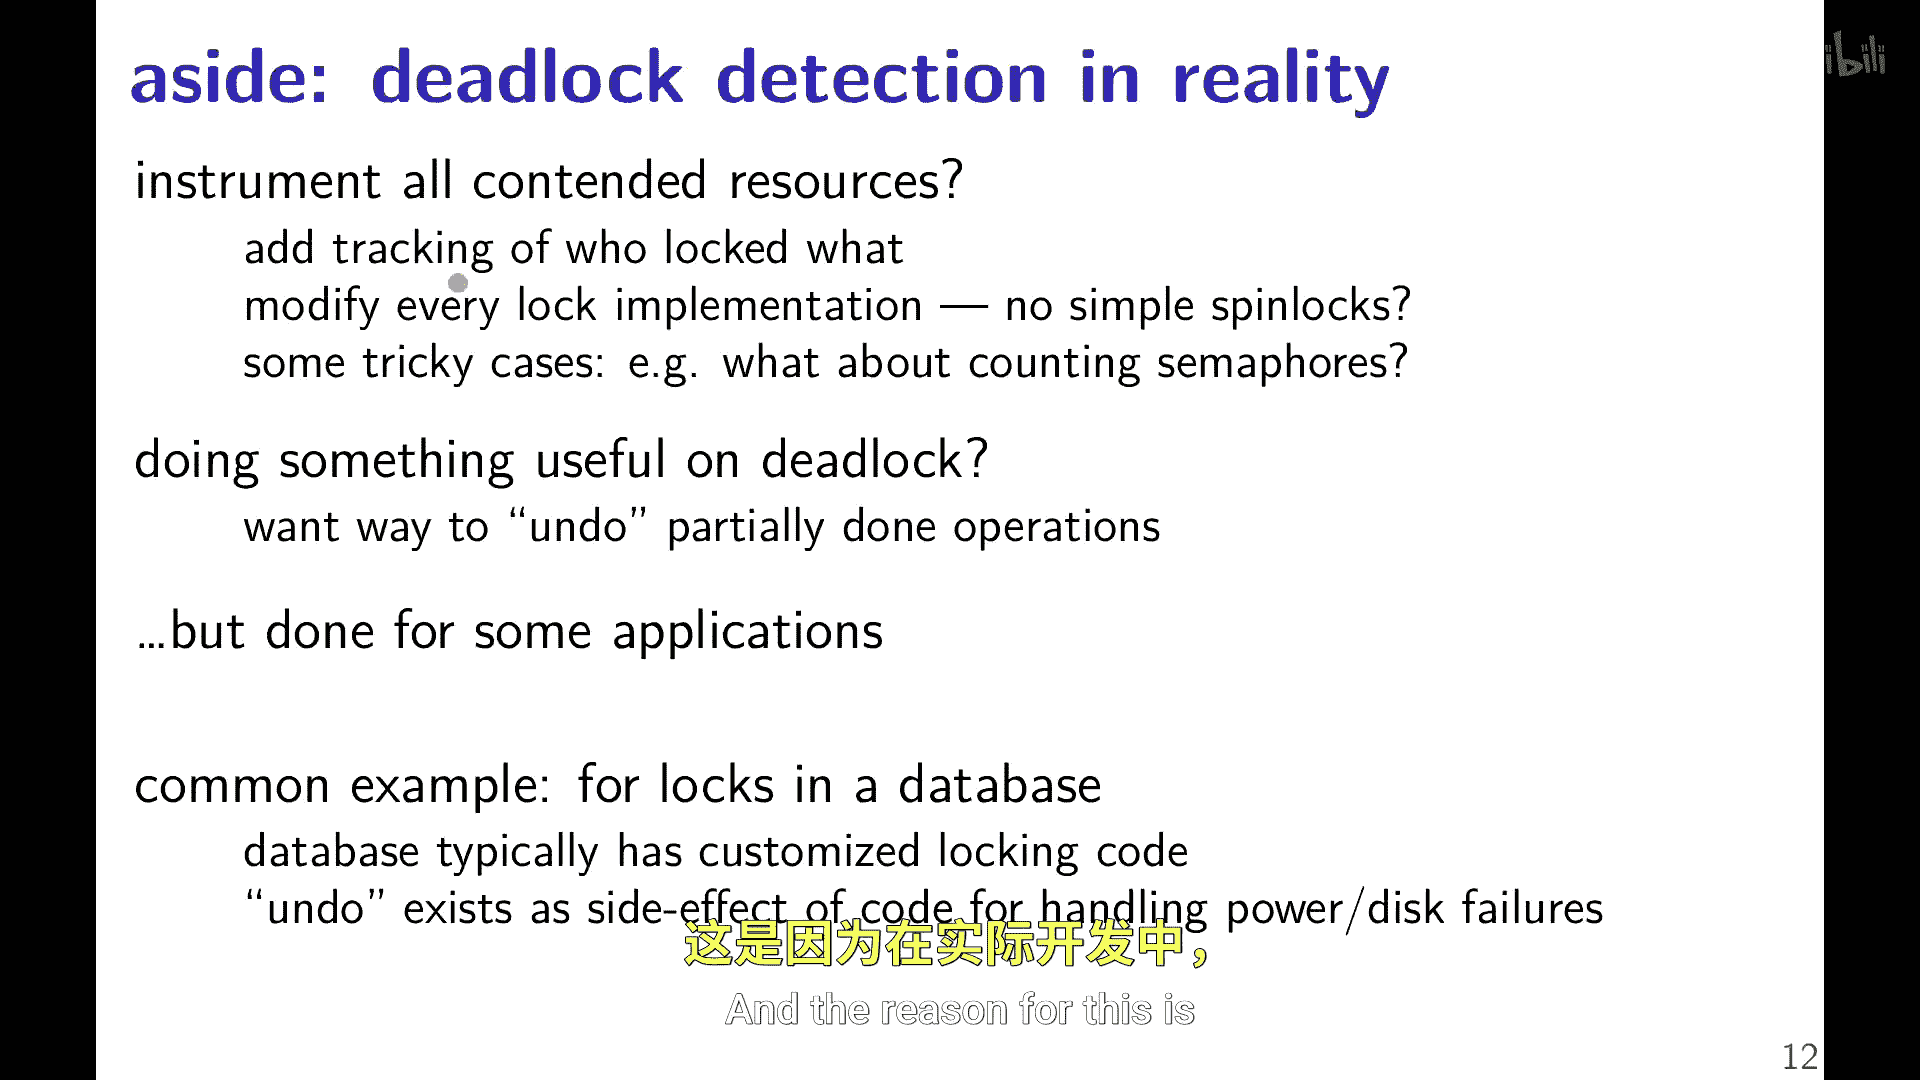 aside: deadlock detection in reality
instrument all contended resources?
add tracking of who locked what
modify every lock implementation — no simple spinlocks?
some tricky cases: e.g. what about counting semaphores?
doing something useful on deadlock?
want way to “undo” partially done operations
…but done for some applications
common example: for locks in a database
database typically has customized locking code
“undo” exists as side-effect of code for handling power/disk failures
这是因为在实际开发中，
And the reason for this is
12